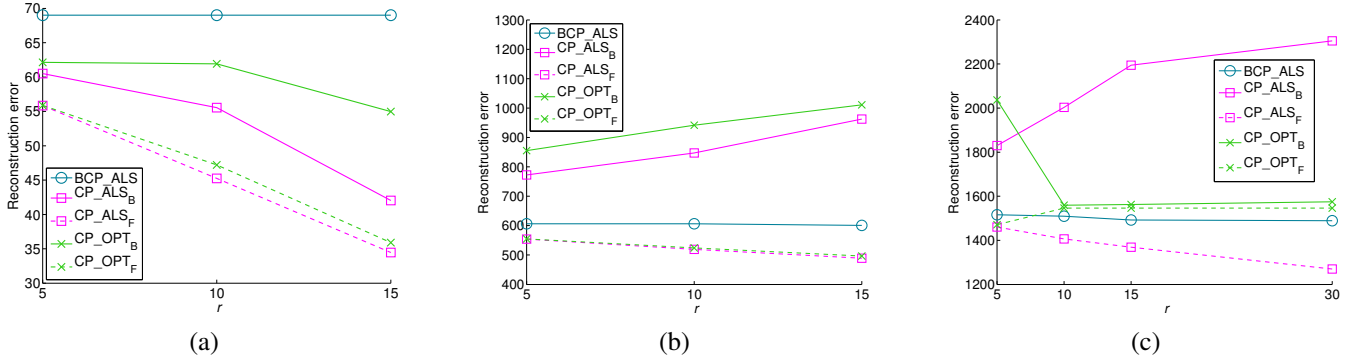 Reconstruction error
70
65
60
55
50
45
40
35
30
BCP_ALS
CP_ALS_B
CP_ALS_F
CP_OPT_B
CP_OPT_F
5
10
15
r
(a)
Reconstruction error
1300
1200
1100
1000
900
800
700
600
500
400
BCP_ALS
CP_ALS_B
CP_ALS_F
CP_OPT_B
CP_OPT_F
5
10
15
r
(b)
Reconstruction error
2400
2200
2000
1800
1600
1400
1200
BCP_ALS
CP_ALS_B
CP_ALS_F
CP_OPT_B
CP_OPT_F
5
10
15
30
r
(c)